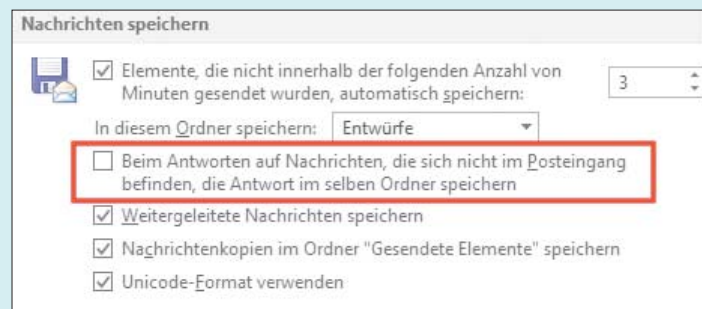 Nachrichten speichern
Elemente, die nicht innerhalb der folgenden Anzahl von
Minuten gesendet wurden, automatisch speichern:
3
In diesem Ordner speichern: Entwürfe
Beim Antworten auf Nachrichten, die sich nicht im Posteingang
befinden, die Antwort im selben Ordner speichern
Weitergeleitete Nachrichten speichern
Nachrichtenkopien im Ordner "Gesendete Elemente" speichern
Unicode-Format verwenden